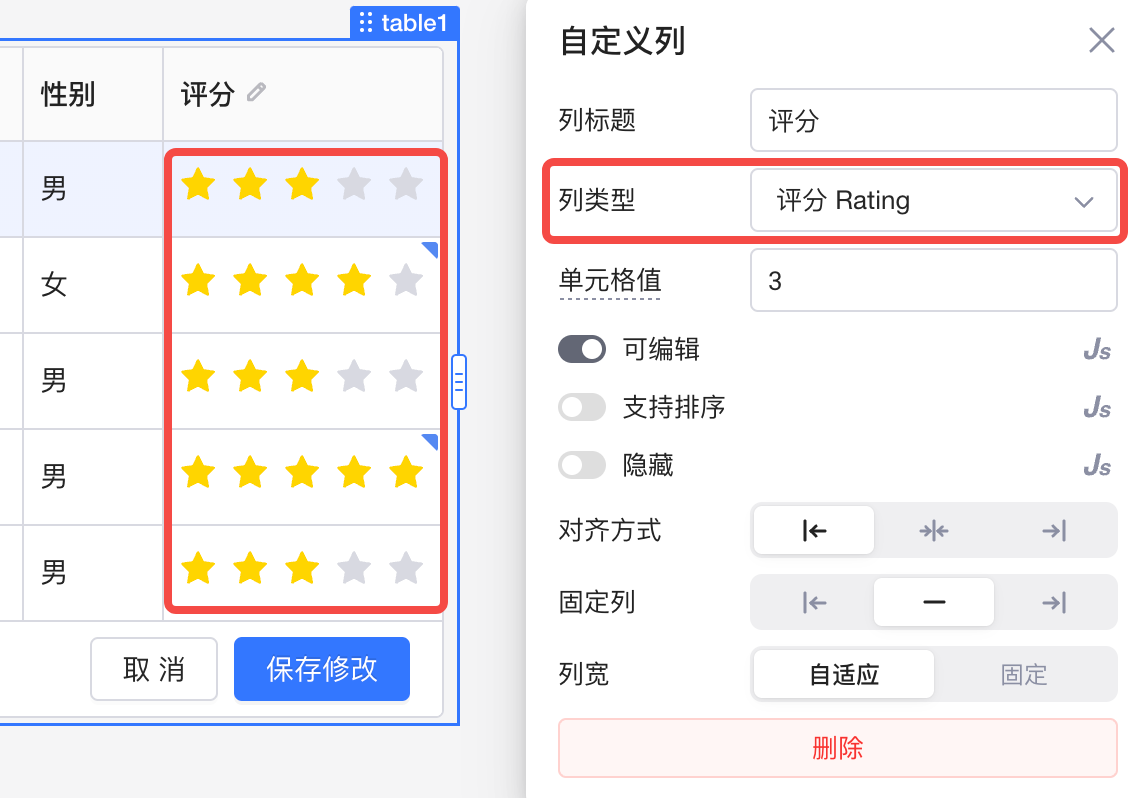 table1
性别
评分
男
女
男
男
男
取 消
保存修改
自定义列
列标题
评分
列类型
评分 Rating
单元格值
3
可编辑
Js
支持排序
Js
隐藏
Js
对齐方式
固定列
列宽
自适应
固定
删除